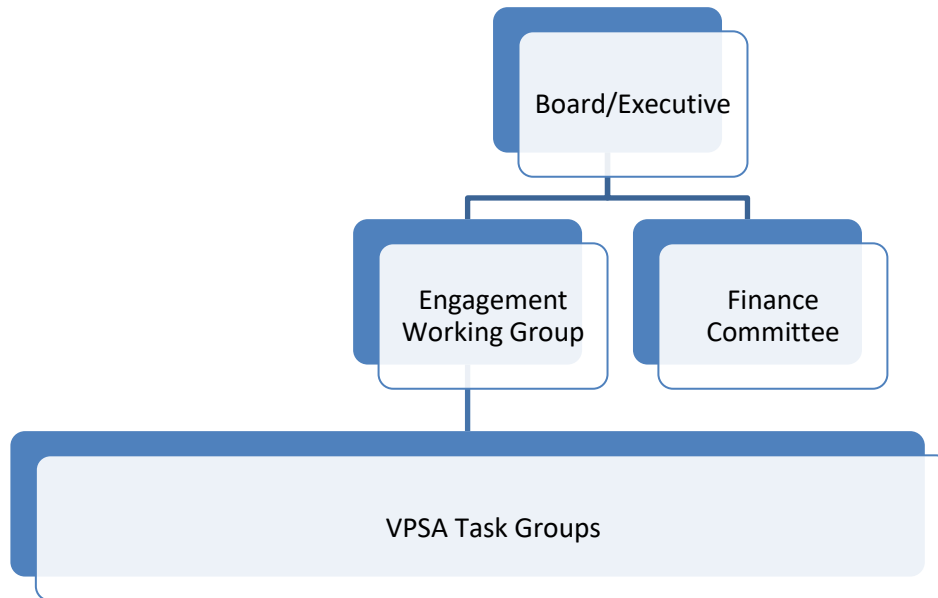 Board/Executive
Engagement
Working Group
Finance
Committee
VPSA Task Groups